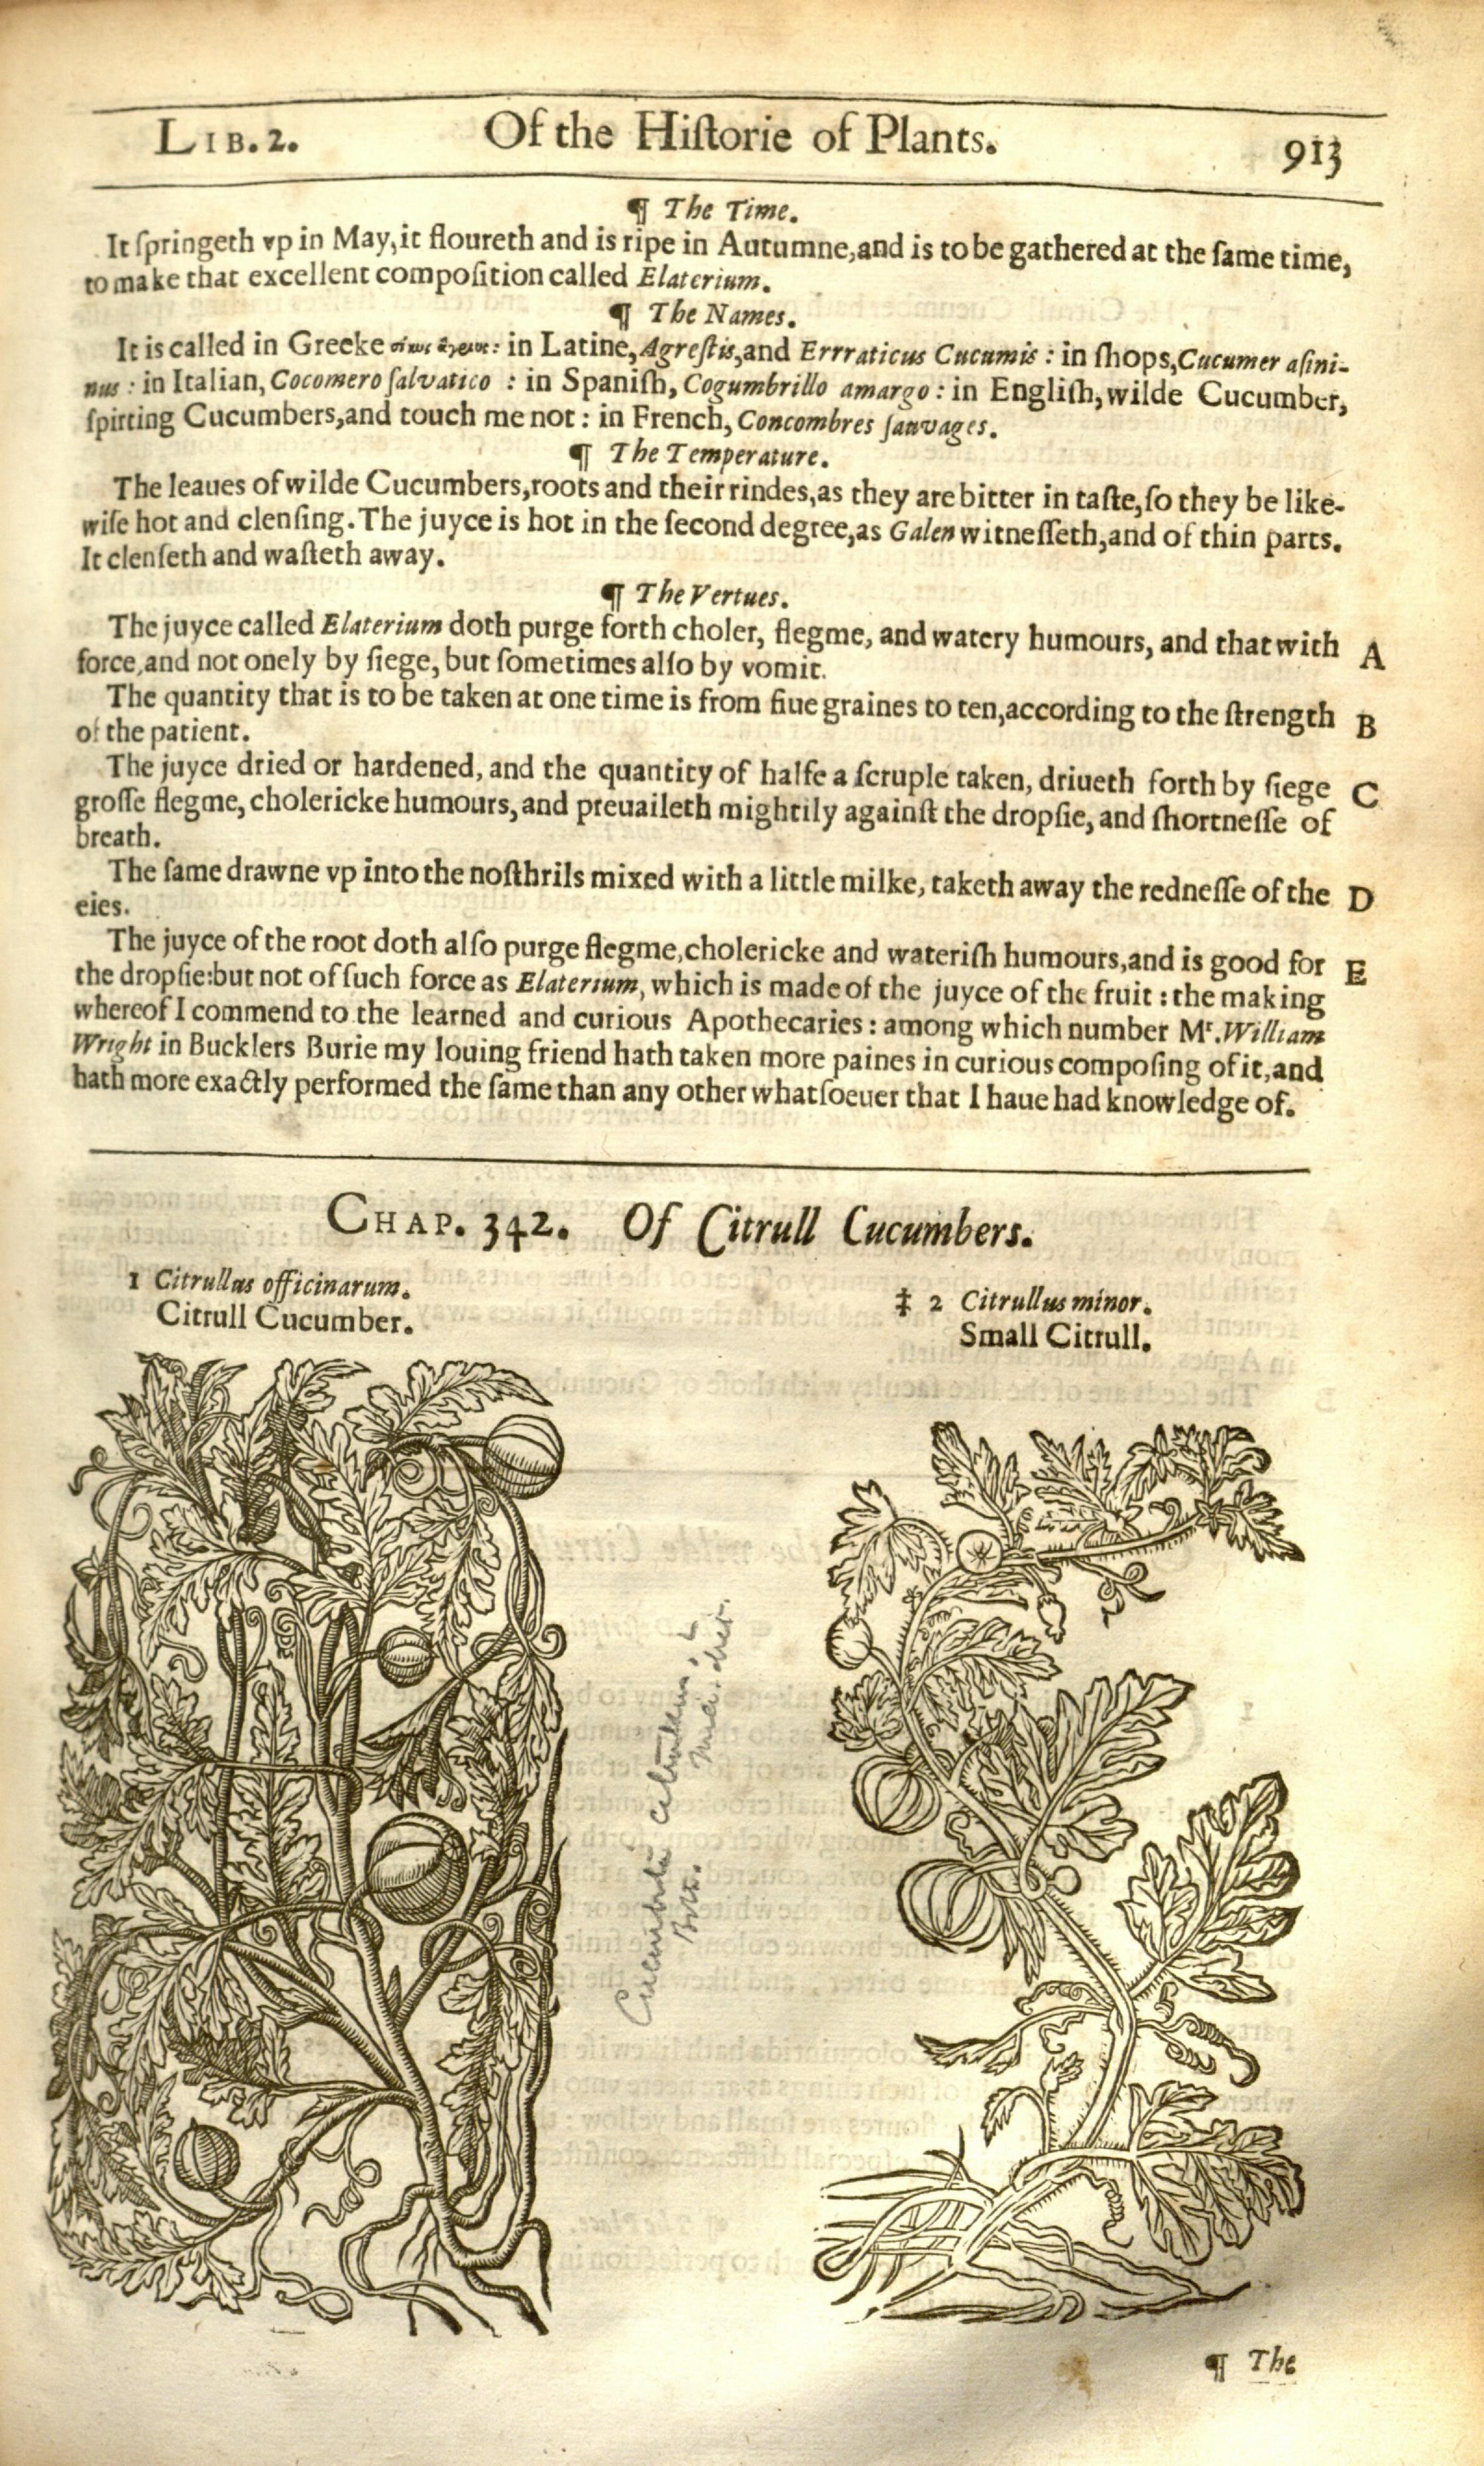 LIB. 2. Of the Hiſtorie of Plants. 913
¶ The Time.
It ſpringeth vp in May, it floureth and is ripe in Autumne, and is to be gathered at the ſame time,
to make that excellent compoſition called Elaterium.
¶ The Names.
It is called in Greeke σίκυς ἄγριος: in Latine, Agreſtis, and Errraticus Cucumis: in ſhops, Cucumer aſini-
nus: in Italian, Cocomero ſalvatico: in Spaniſh, Cogumbrillo amargo: in Engliſh, wilde Cucumber,
ſpirting Cucumbers, and touch me not: in French, Concombres ſauvages.
¶ The Temperature.
The leaues of wilde Cucumbers, roots and their rindes, as they are bitter in taſte, ſo they be like-
wiſe hot and clenſing. The juyce is hot in the ſecond degree, as Galen witneſſeth, and of thin parts.
It clenſeth and waſteth away.
¶ The Vertues.
The juyce called Elaterium doth purge forth choler, flegme, and watery humours, and that with A
force, and not onely by ſiege, but ſometimes alſo by vomit.
The quantity that is to be taken at one time is from fiue graines to ten, according to the ſtrength B
of the patient.
The juyce dried or hardened, and the quantity of halfe a ſcruple taken, driueth forth by ſiege C
groſſe flegme, cholericke humours, and preuaileth mightily againſt the dropſie, and ſhortneſſe of
breath.
The ſame drawne vp into the noſthrils mixed with a little milke, taketh away the redneſſe of the D
eies.
The juyce of the root doth alſo purge flegme, cholericke and wateriſh humours, and is good for E
the dropſie: but not of ſuch force as Elaterium, which is made of the juyce of the fruit: the making
whereof I commend to the learned and curious Apothecaries: among which number Mr. William
Wright in Bucklers Burie my louing friend hath taken more paines in curious compoſing of it, and
hath more exactly performed the ſame than any other whatſoeuer that I haue had knowledge of.
CHAP. 342. Of Citrull Cucumbers.
1 Citrullus officinarum.
Citrull Cucumber.
‡ 2 Citrullus minor.
Small Citrull.
Cucurbita citrullus
¶ The